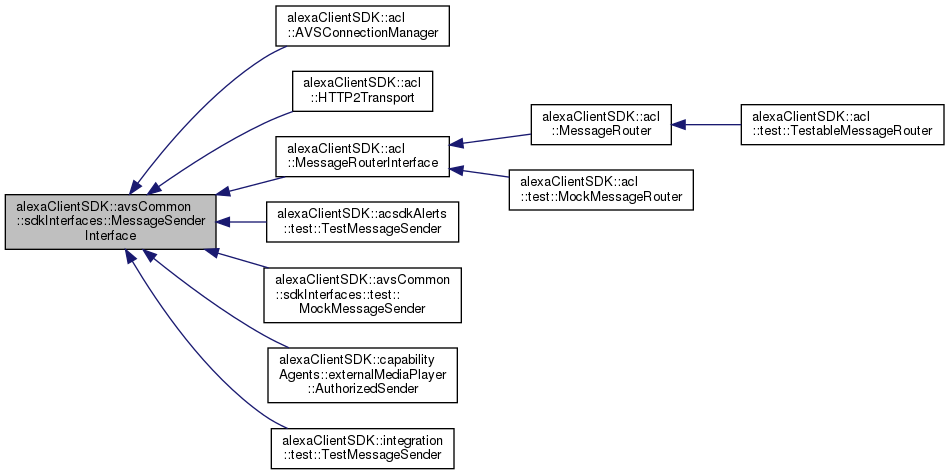 alexaClientSDK::acl
::AVSConnectionManager
alexaClientSDK::acl
::HTTP2Transport
alexaClientSDK::acl
::MessageRouter
alexaClientSDK::acl
::test::TestableMessageRouter
alexaClientSDK::acl
::MessageRouterInterface
alexaClientSDK::acl
::test::MockMessageRouter
alexaClientSDK::avsCommon
::sdkInterfaces::MessageSender
Interface
alexaClientSDK::acsdkAlerts
::test::TestMessageSender
alexaClientSDK::avsCommon
::sdkInterfaces::test::
MockMessageSender
alexaClientSDK::capability
Agents::externalMediaPlayer
::AuthorizedSender
alexaClientSDK::integration
::test::TestMessageSender